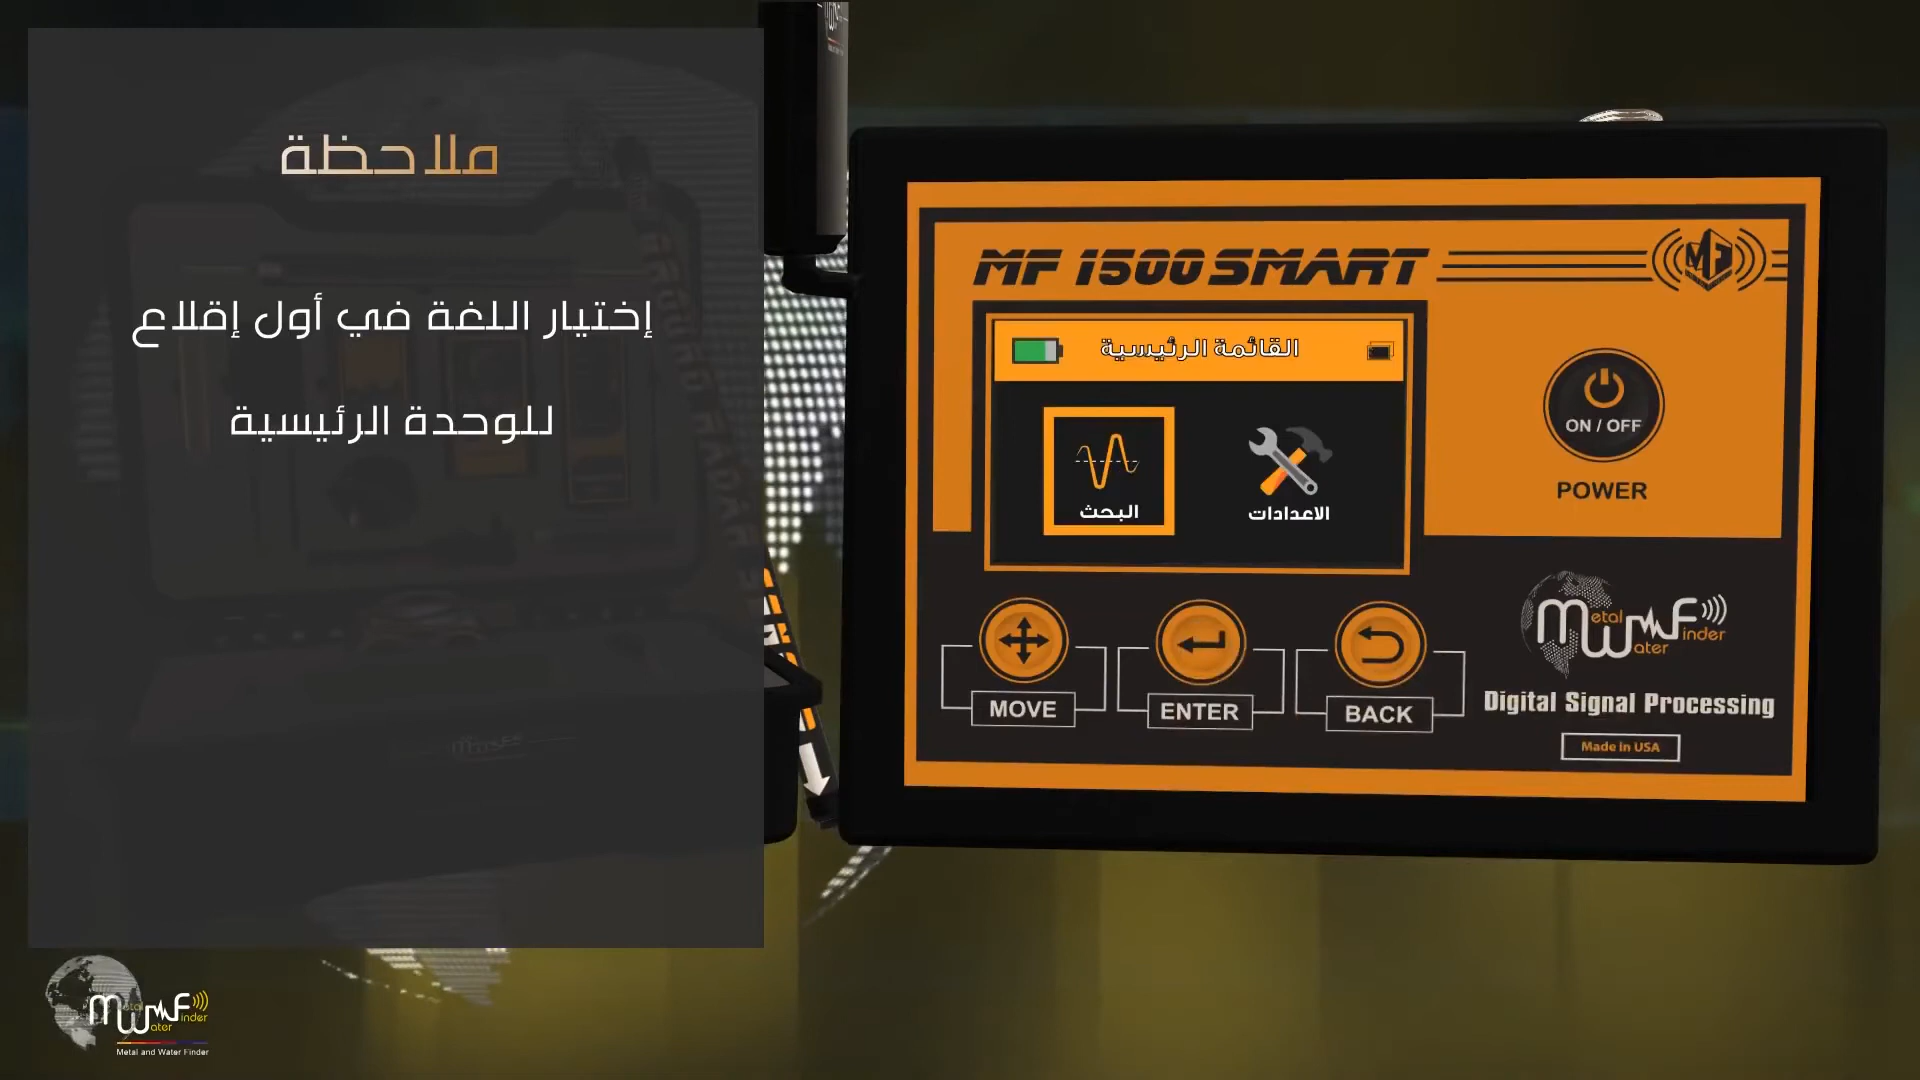 ملاحظة
إختيار اللغة في أول إقلاع
للوحدة الرئيسية
MF 1500 SMART
MF
القائمة الرئيسية
البحث
الاعدادات
ON / OFF
POWER
MOVE
ENTER
BACK
Metal
Water Finder
Digital Signal Processing
Made in USA
Metal
Water Finder
Metal and Water Finder